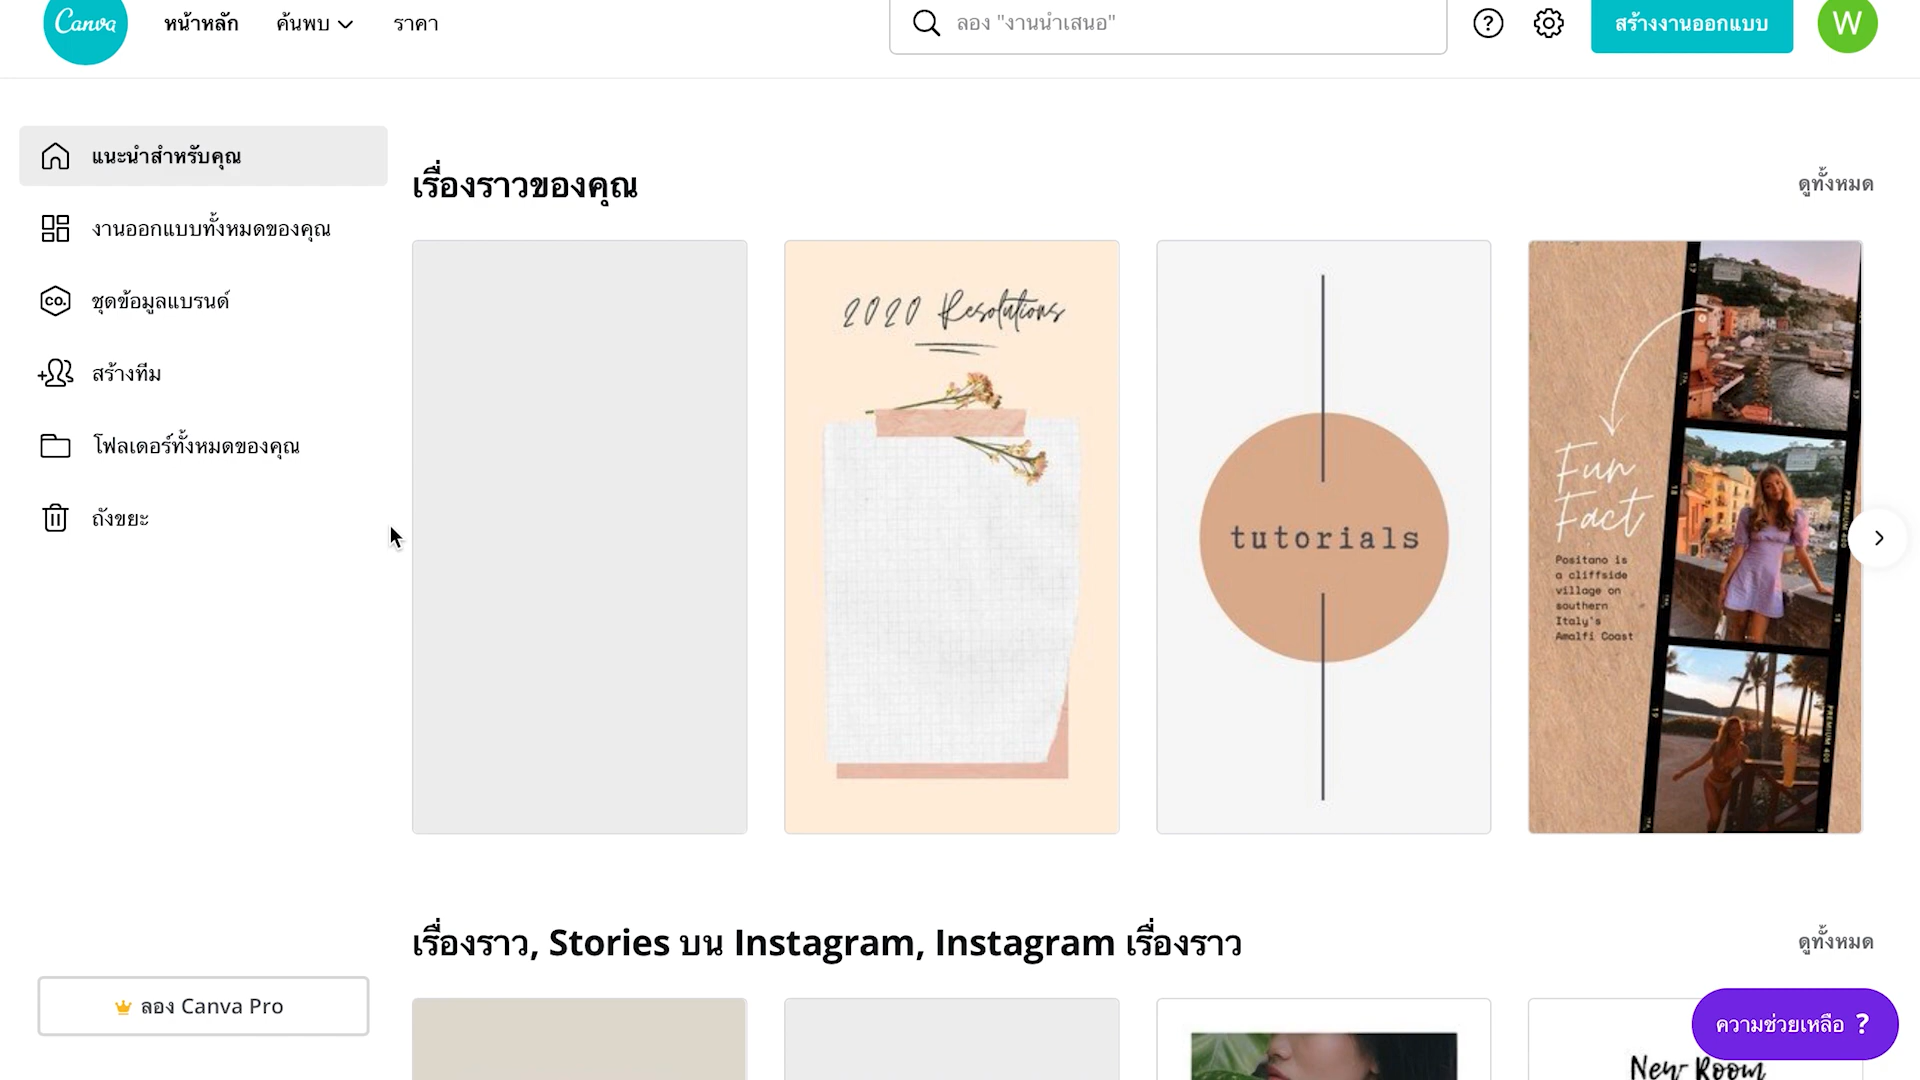 Canva
หน้าหลัก
ค้นพบ
ราคา
ลอง "งานนำเสนอ"
?
สร้างงานออกแบบ
W
แนะนำสำหรับคุณ
งานออกแบบทั้งหมดของคุณ
co.
ชุดข้อมูลแบรนด์
สร้างทีม
โฟลเดอร์ทั้งหมดของคุณ
ถังขยะ
ลอง Canva Pro
เรื่องราวของคุณ
ดูทั้งหมด
2020 Resolutions
tutorials
Fun
Fact
Positano is
a cliffside
village on
southern
Italy's
Amalfi Coast
เรื่องราว, Stories บน Instagram, Instagram เรื่องราว
ดูทั้งหมด
New Room
ความช่วยเหลือ ?